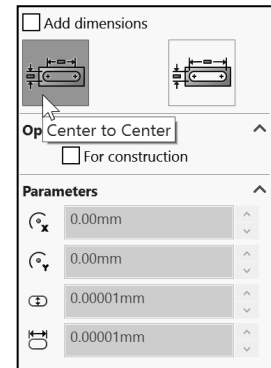 Add dimensions
Op Center to Center
For construction
Parameters
X 0.00mm
Y 0.00mm
0.00001mm
0.00001mm